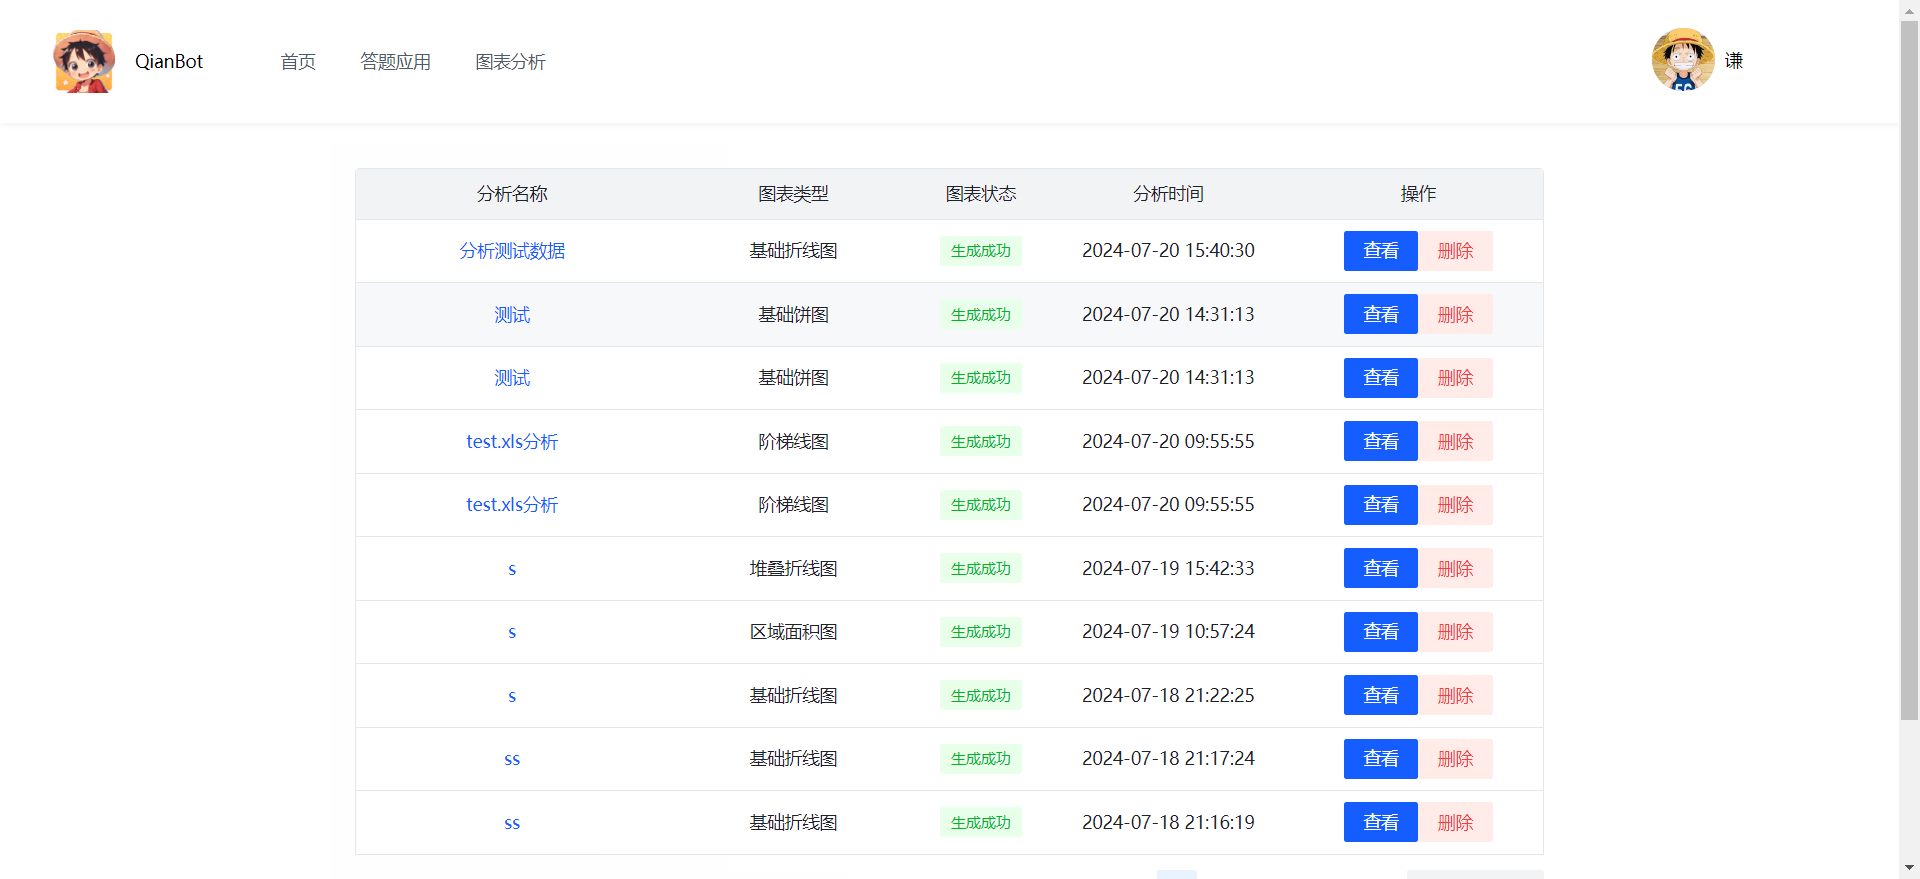 QianBot 首页 答题应用 图表分析 谦
分析名称 图表类型 图表状态 分析时间 操作
分析测试数据 基础折线图 生成成功 2024-07-20 15:40:30 查看 删除
测试 基础饼图 生成成功 2024-07-20 14:31:13 查看 删除
测试 基础饼图 生成成功 2024-07-20 14:31:13 查看 删除
test.xls分析 阶梯线图 生成成功 2024-07-20 09:55:55 查看 删除
test.xls分析 阶梯线图 生成成功 2024-07-20 09:55:55 查看 删除
s 堆叠折线图 生成成功 2024-07-19 15:42:33 查看 删除
s 区域面积图 生成成功 2024-07-19 10:57:24 查看 删除
s 基础折线图 生成成功 2024-07-18 21:22:25 查看 删除
ss 基础折线图 生成成功 2024-07-18 21:17:24 查看 删除
ss 基础折线图 生成成功 2024-07-18 21:16:19 查看 删除